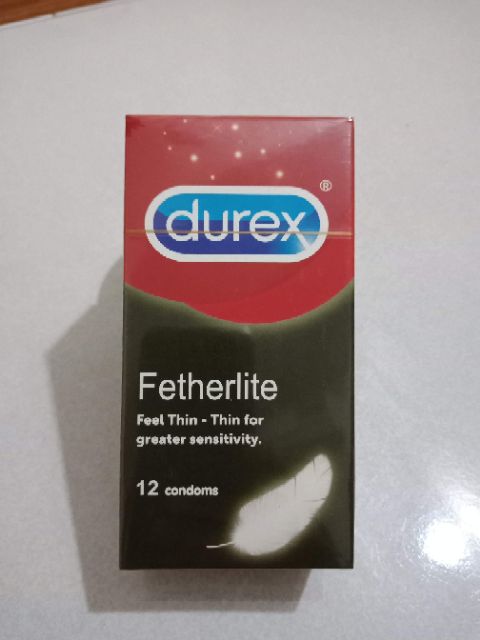 durex®
Fetherlite
Feel Thin - Thin for
greater sensitivity.
12 condoms